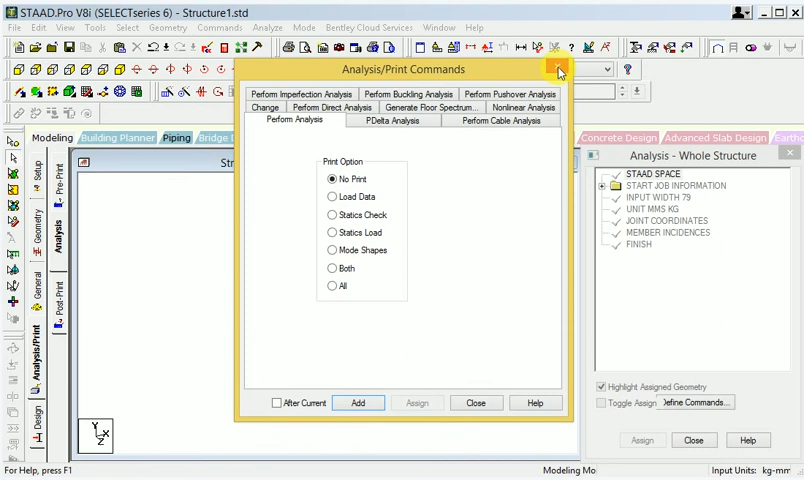 STAAD.Pro V8i (SELECTseries 6) - Structure1.std
File Edit View Tools Select Geometry Commands Analyze Mode Bentley Cloud Services Window Help
Analysis/Print Commands
Perform Imperfection Analysis Perform Buckling Analysis Perform Pushover Analysis
Change Perform Direct Analysis Generate Floor Spectrum... Nonlinear Analysis
Perform Analysis PDelta Analysis Perform Cable Analysis
Modeling Building Planner Piping Bridge D
Concrete Design Advanced Slab Design Earthq
Str
Analysis - Whole Structure
Setup
Geometry
General
Analysis/Print
Design
Pre-Print
Analysis
Post-Print
Print Option
No Print
Load Data
Statics Check
Statics Load
Mode Shapes
Both
All
After Current Add Assign Close Help
STAAD SPACE
START JOB INFORMATION
INPUT WIDTH 79
UNIT MMS KG
JOINT COORDINATES
MEMBER INCIDENCES
FINISH
Highlight Assigned Geometry
Toggle Assign Define Commands...
Assign Close Help
Y
X
Z
For Help, press F1
Modeling Mo
Input Units: kg-mm